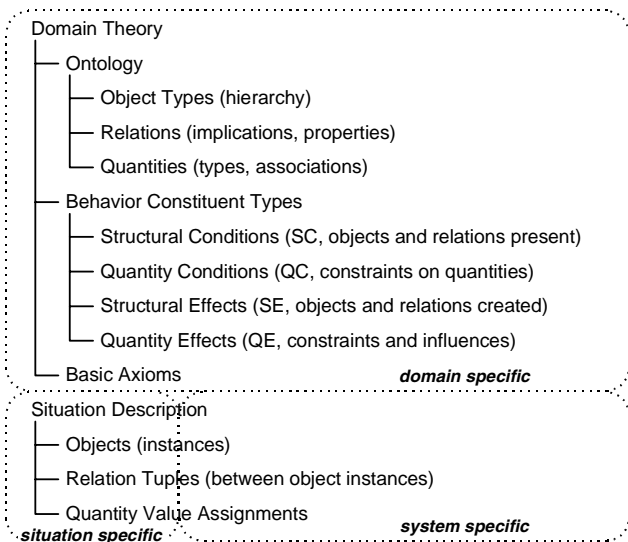 Domain Theory
Ontology
Object Types (hierarchy)
Relations (implications, properties)
Quantities (types, associations)
Behavior Constituent Types
Structural Conditions (SC, objects and relations present)
Quantity Conditions (QC, constraints on quantities)
Structural Effects (SE, objects and relations created)
Quantity Effects (QE, constraints and influences)
Basic Axioms
domain specific
Situation Description
Objects (instances)
Relation Tuples (between object instances)
Quantity Value Assignments
situation specific
system specific